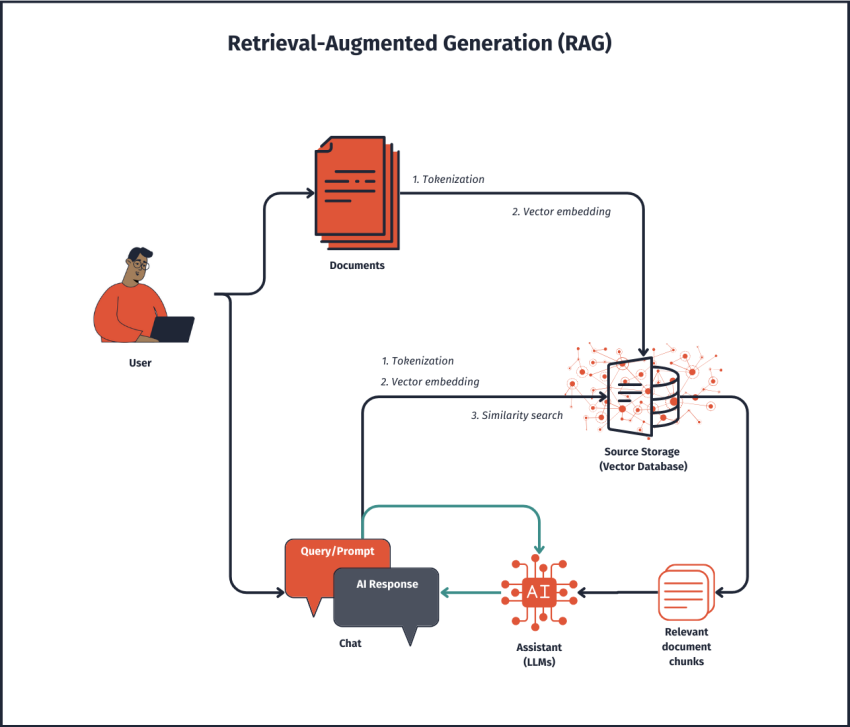 Retrieval-Augmented Generation (RAG)
1. Tokenization
2. Vector embedding
Documents
User
1. Tokenization
2. Vector embedding
3. Similarity search
Source Storage
(Vector Database)
Query/Prompt
AI Response
Chat
AI
Assistant
(LLMs)
Relevant
document
chunks